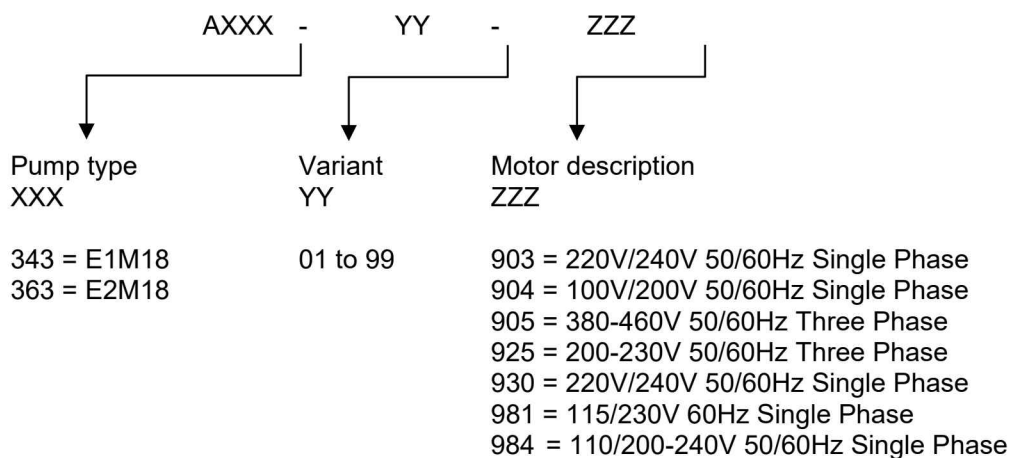 AXXX - YY - ZZZ
Pump type Variant Motor description
XXX YY ZZZ
343 = E1M18 01 to 99 903 = 220V/240V 50/60Hz Single Phase
363 = E2M18 904 = 100V/200V 50/60Hz Single Phase
905 = 380-460V 50/60Hz Three Phase
925 = 200-230V 50/60Hz Three Phase
930 = 220V/240V 50/60Hz Single Phase
981 = 115/230V 60Hz Single Phase
984 = 110/200-240V 50/60Hz Single Phase